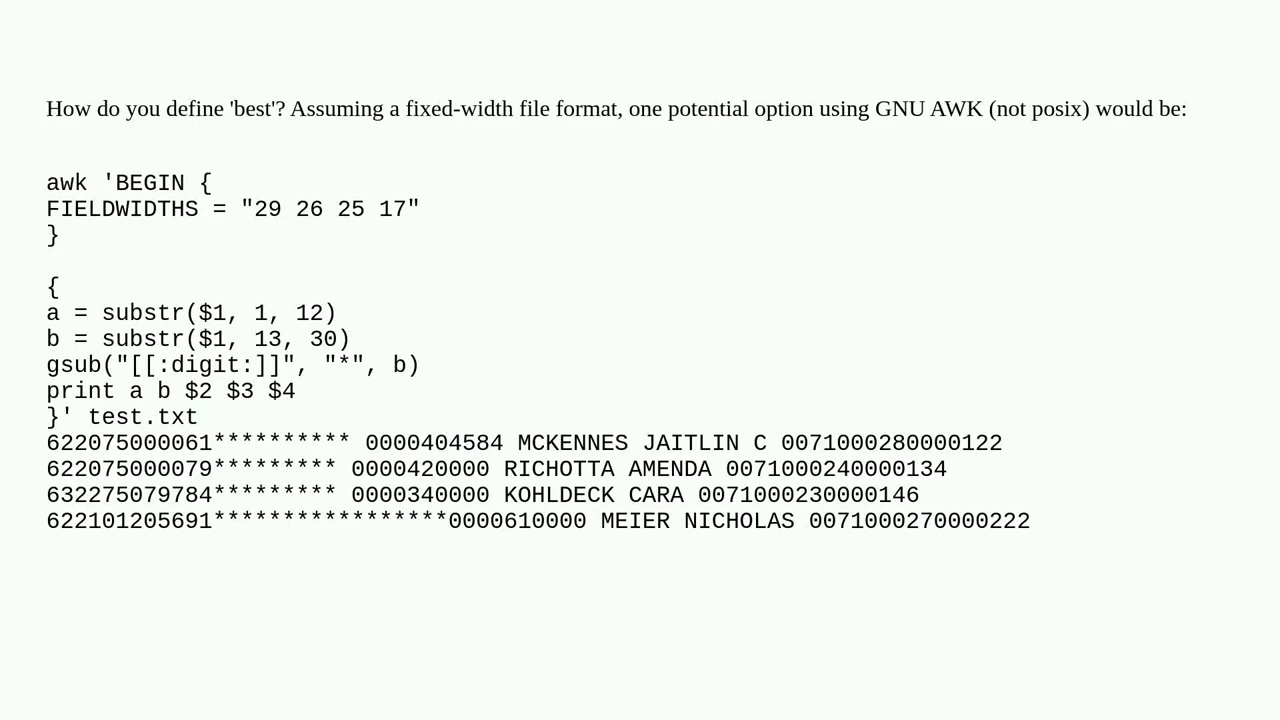 How do you define 'best'? Assuming a fixed-width file format, one potential option using GNU AWK (not posix) would be:
awk 'BEGIN {
FIELDWIDTHS = "29 26 25 17"
}
{
a = substr($1, 1, 12)
b = substr($1, 13, 30)
gsub("[[:digit:]]", "*", b)
print a b $2 $3 $4
}' test.txt
622075000061********** 0000404584 MCKENNES JAITLIN C 0071000280000122
622075000079********* 0000420000 RICHOTTA AMENDA 0071000240000134
632275079784********* 0000340000 KOHLDECK CARA 0071000230000146
622101205691*****************0000610000 MEIER NICHOLAS 0071000270000222